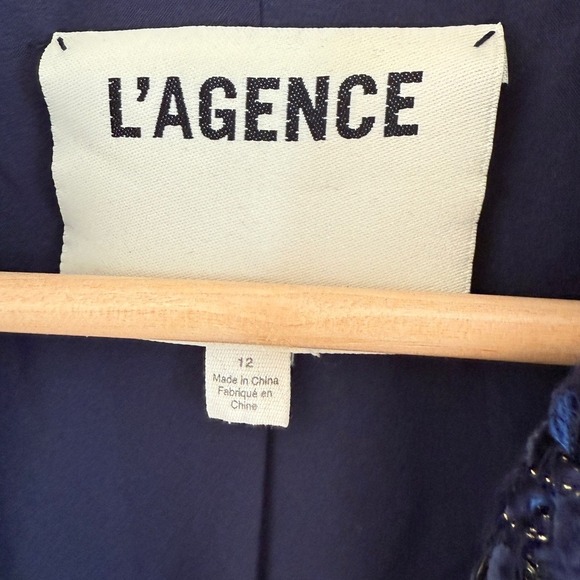 L'AGENCE
12
Made in China
Fabriqué en
Chine